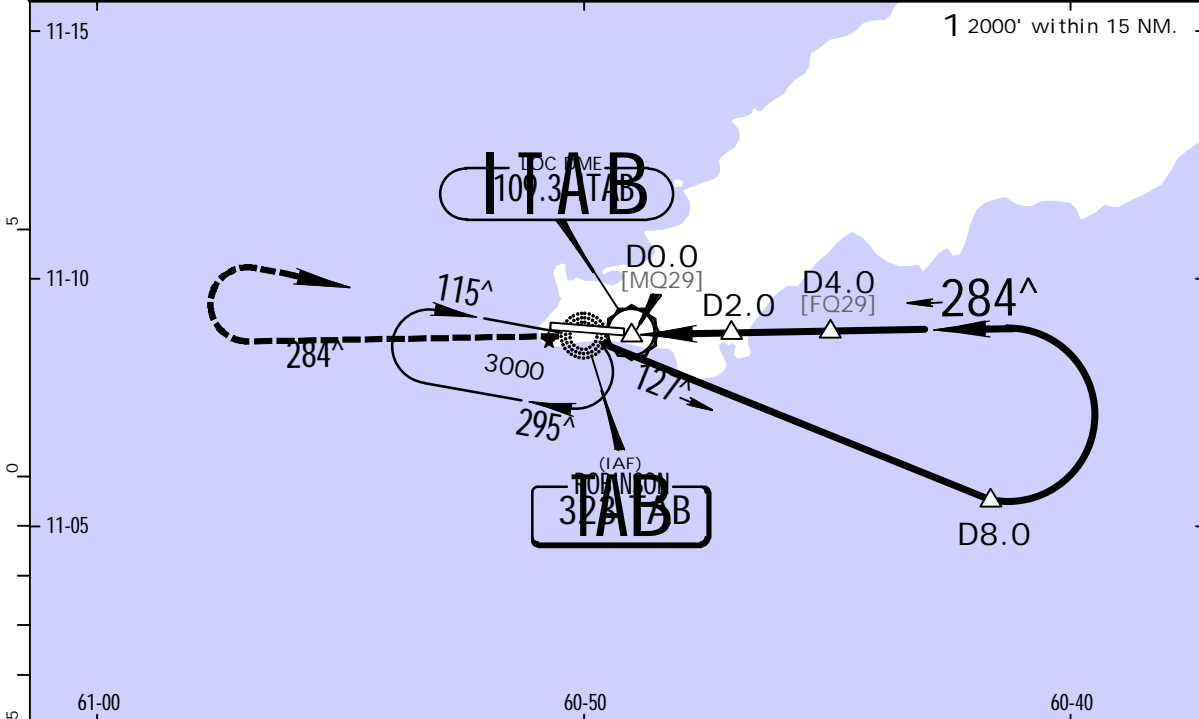 11-15
1 2000' within 15 NM.
ITAB
LOC DME
109.3 ITAB
5
D0.0
[MQ29]
D4.0
[FQ29]
11-10
115^
D2.0
284^
284^
3000
127^
295^
(IAF)
ROBINSON
TAB
323 TAB
0
11-05
D8.0
61-00
60-50
60-40
5